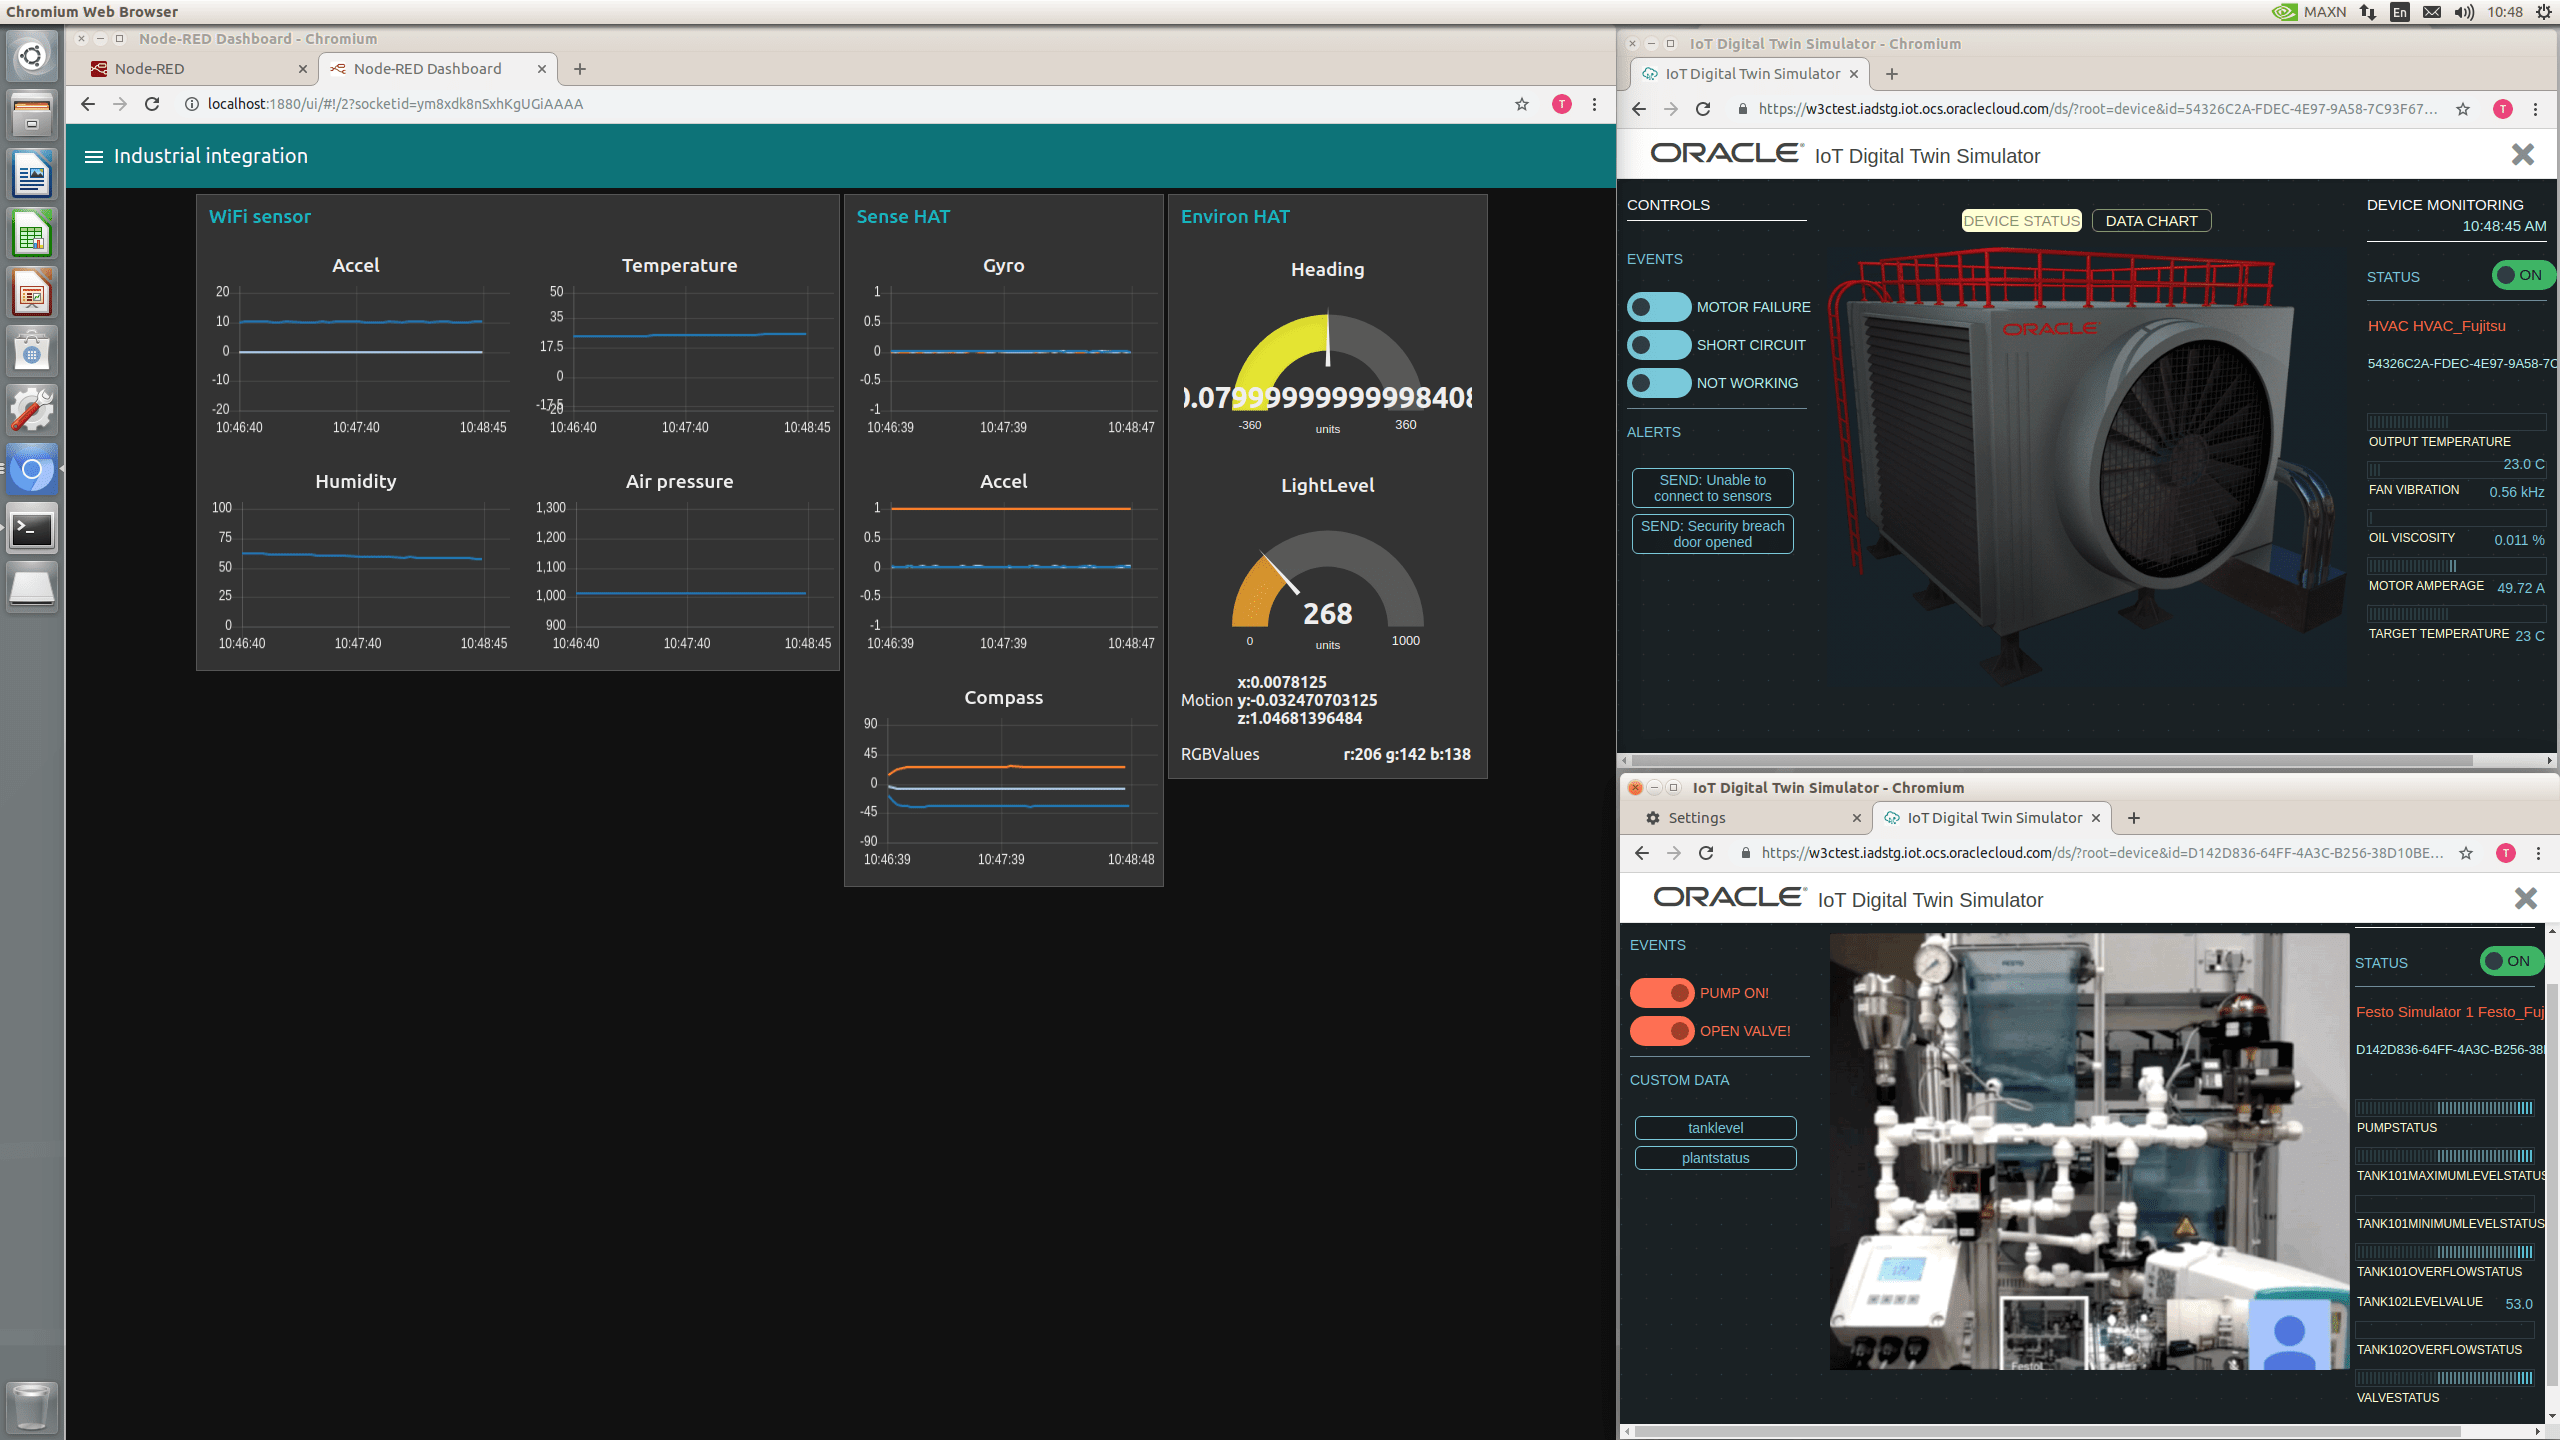 Chromium Web Browser
MAXN
En
10:48
Node-RED Dashboard - Chromium
Node-RED
Node-RED Dashboard
localhost:1880/ui/#!/2?socketid=ym8xdk8nSxhKgUGiAAAA
T
Industrial integration
WiFi sensor
Accel
20
10
0
-10
-20
10:46:40
10:47:40
10:48:45
Temperature
50
35
17.5
0
-17.5
-20
10:46:40
10:47:40
10:48:45
Humidity
100
75
50
25
0
10:46:40
10:47:40
10:48:45
Air pressure
1,300
1,200
1,100
1,000
900
10:46:40
10:47:40
10:48:45
Sense HAT
Gyro
1
0.5
0
-0.5
-1
10:46:39
10:47:39
10:48:47
Accel
1
0.5
0
-0.5
-1
10:46:39
10:47:39
10:48:47
Compass
90
45
0
-45
-90
10:46:39
10:47:39
10:48:48
Environ HAT
Heading
0.07999999999998408
-360
units
360
LightLevel
268
0
units
1000
Motion
x:0.0078125
y:-0.032470703125
z:1.04681396484
RGBValues r:206 g:142 b:138
IoT Digital Twin Simulator - Chromium
IoT Digital Twin Simulator
https://w3ctest.iadstg.iot.ocs.oraclecloud.com/ds/?root=device&id=54326C2A-FDEC-4E97-9A58-7C93F67...
T
ORACLE IoT Digital Twin Simulator
CONTROLS
EVENTS
MOTOR FAILURE
SHORT CIRCUIT
NOT WORKING
ALERTS
SEND: Unable to
connect to sensors
SEND: Security breach
door opened
DEVICE STATUS
DATA CHART
ORACLE
DEVICE MONITORING
10:48:45 AM
STATUS
ON
HVAC HVAC_Fujitsu
54326C2A-FDEC-4E97-9A58-7C
OUTPUT TEMPERATURE
23.0 C
FAN VIBRATION 0.56 kHz
OIL VISCOSITY 0.011 %
MOTOR AMPERAGE 49.72 A
TARGET TEMPERATURE 23 C
IoT Digital Twin Simulator - Chromium
Settings
IoT Digital Twin Simulator
https://w3ctest.iadstg.iot.ocs.oraclecloud.com/ds/?root=device&id=D142D836-64FF-4A3C-B256-38D10BE...
T
ORACLE IoT Digital Twin Simulator
EVENTS
PUMP ON!
OPEN VALVE!
CUSTOM DATA
tanklevel
plantstatus
FESTO
STATUS
ON
Festo Simulator 1 Festo_Fuj
D142D836-64FF-4A3C-B256-38
PUMPSTATUS
TANK101MAXIMUMLEVELSTATUS
TANK101MINIMUMLEVELSTATUS
TANK101OVERFLOWSTATUS
TANK102LEVELVALUE 53.0
TANK102OVERFLOWSTATUS
VALVESTATUS